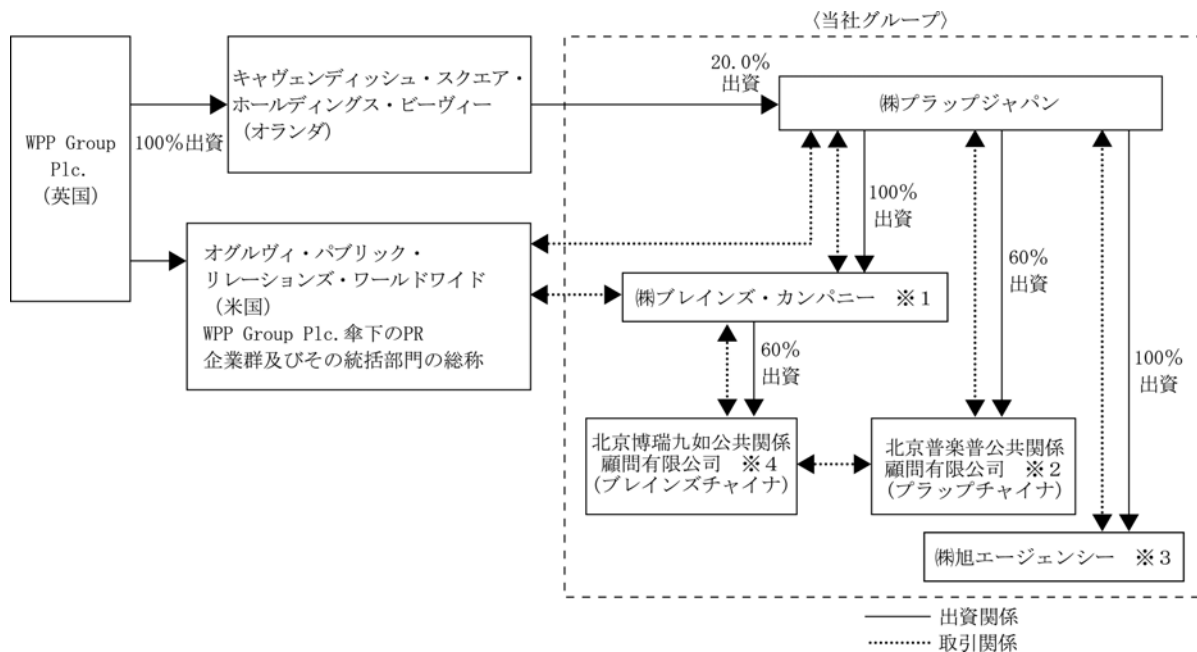 〈当社グループ〉
WPP Group
Plc.
(英国)
100%出資
キャヴェンディッシュ・スクエア・
ホールディングス・ビーヴィー
(オランダ)
20.0%
出資
㈱プラップジャパン
オグルヴィ・パブリック・
リレーションズ・ワールドワイド
(米国)
WPP Group Plc.傘下のPR
企業群及びその統括部門の総称
100%
出資
60%
出資
100%
出資
㈱ブレインズ・カンパニー ※1
60%
出資
北京博瑞九如公共関係
顧問有限公司 ※4
(ブレインズチャイナ)
北京普楽普公共関係
顧問有限公司 ※2
(プラップチャイナ)
㈱旭エージェンシー ※3
出資関係
取引関係